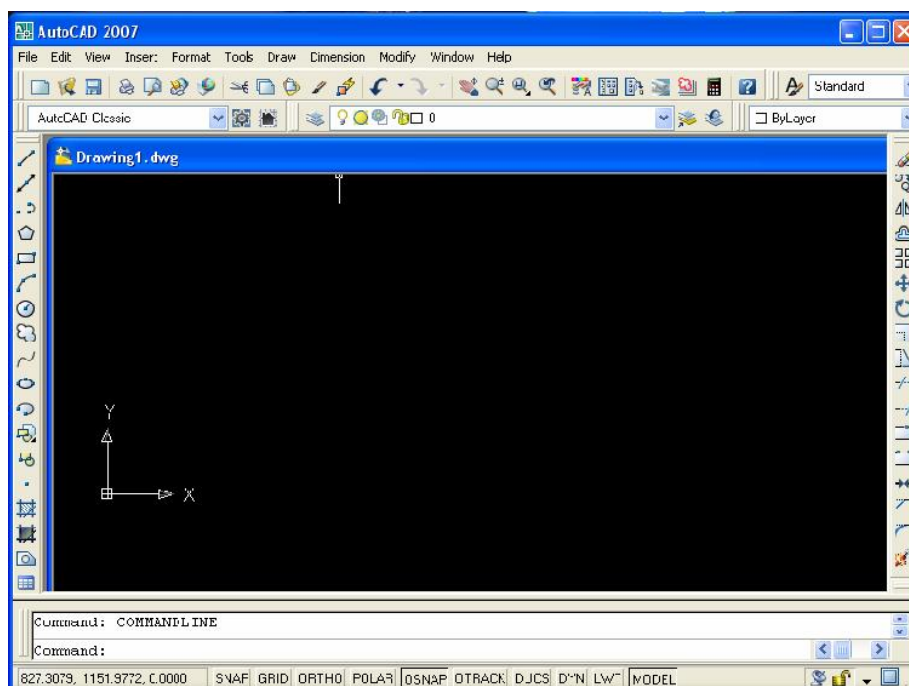 AutoCAD 2007
File Edit View Inser: Format Tools Draw Dimension Modify Window Help
Standard
AutoCAD Classic 0 ByLayer
Drawing1.dwg
Y
X
Command: COMMANDLINE
Command:
827.3079, 1151.9772, 0.0000 SNAP GRID ORTHO POLAR OSNAP OTRACK DUCS DYN LWT MODEL